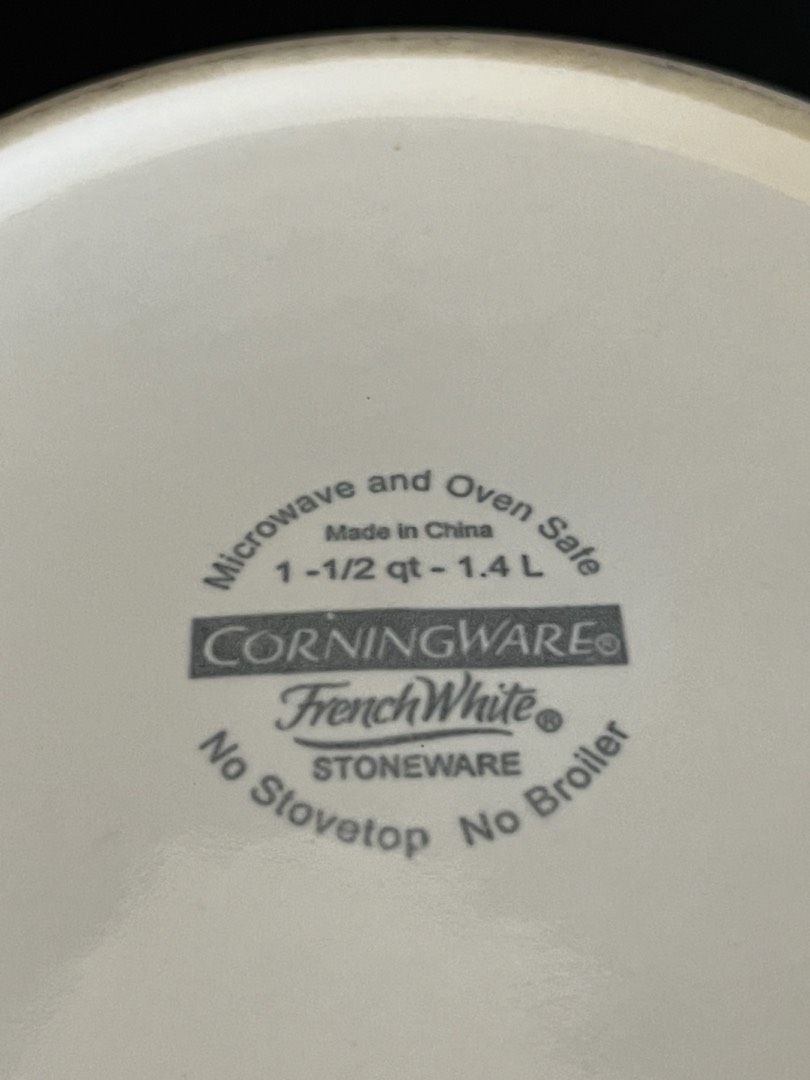 Microwave and Oven Safe
Made in China
1 -1/2 qt - 1.4 L
CORNINGWARE®
French White®
STONEWARE
No Stovetop No Broiler